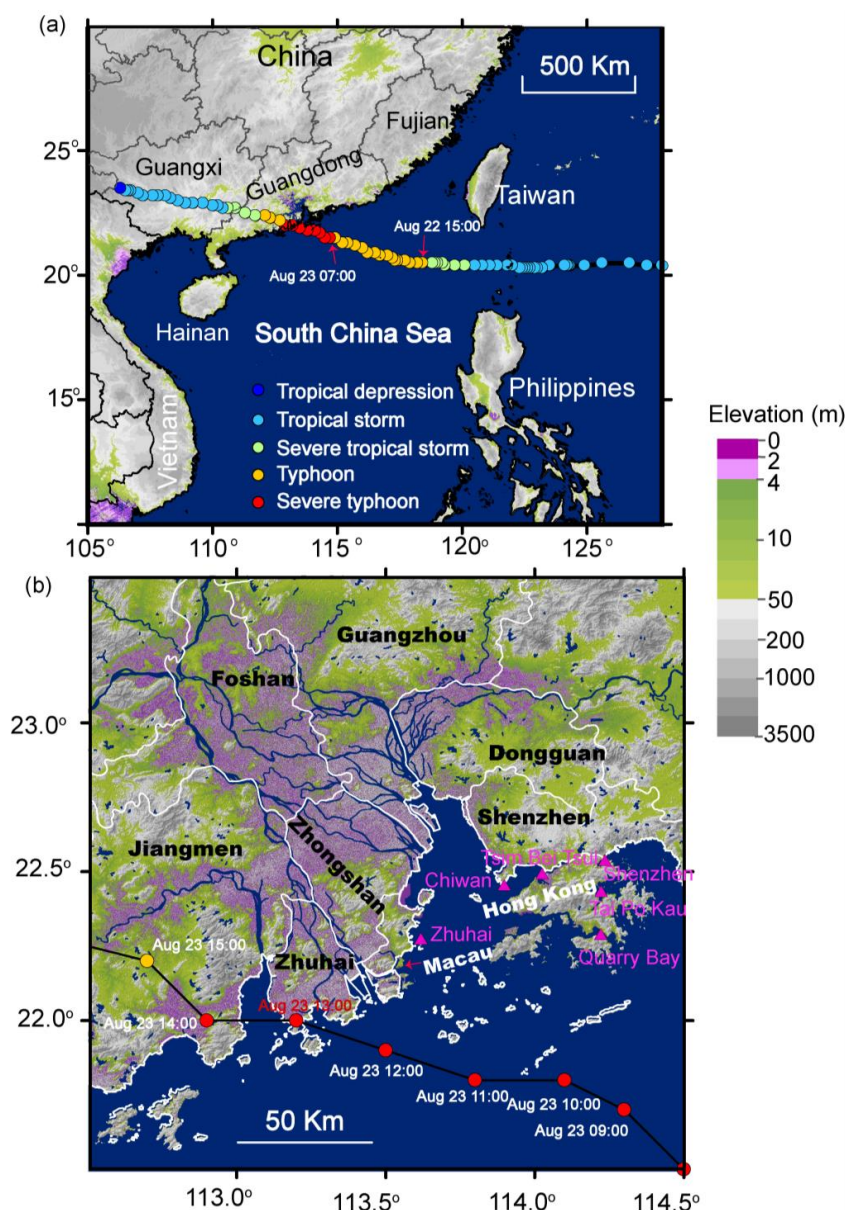 (a)
China
500 Km
Fujian
25°
Guangxi
Guangdong
Taiwan
Aug 22 15:00
20°
Aug 23 07:00
Hainan
South China Sea
Philippines
Vietnam
15°
Tropical depression
Tropical storm
Severe tropical storm
Typhoon
Severe typhoon
105° 110° 115° 120° 125°
Elevation (m)
0
2
4
10
50
200
1000
3500
(b)
Guangzhou
Foshan
23.0°
Dongguan
Shenzhen
Zhongshan
Jiangmen
Tsim Bei Tsui
22.5°
Shenzhen
Chiwan
Hong Kong
Tai Po Kau
Zhuhai
Aug 23 15:00
Macau
Quarry Bay
Zhuhai
22.0°
Aug 23 13:00
Aug 23 14:00
Aug 23 12:00
Aug 23 11:00
Aug 23 10:00
Aug 23 09:00
50 Km
113.0° 113.5° 114.0° 114.5°